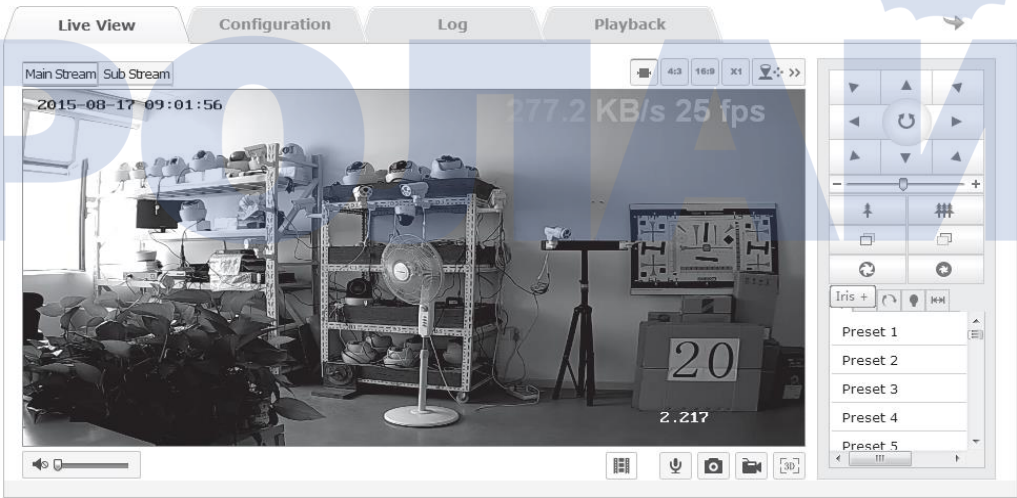 Live View
Configuration
Log
Playback
Main Stream
Sub Stream
4:3
16:9
X1
>>
2015-08-17 09:01:56
277.2 KB/s 25 fps
20
2.217
3D
Iris +
Preset 1
Preset 2
Preset 3
Preset 4
Preset 5